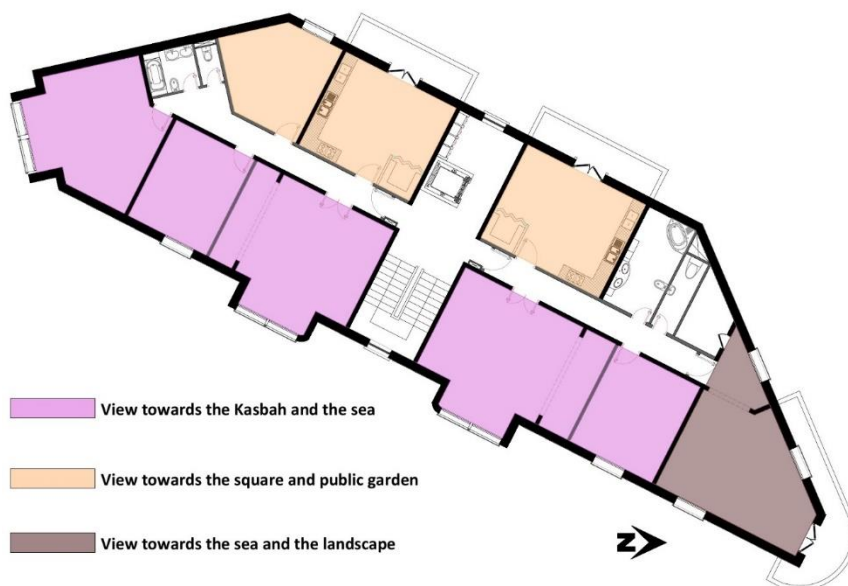 View towards the Kasbah and the sea
View towards the square and public garden
View towards the sea and the landscape
N